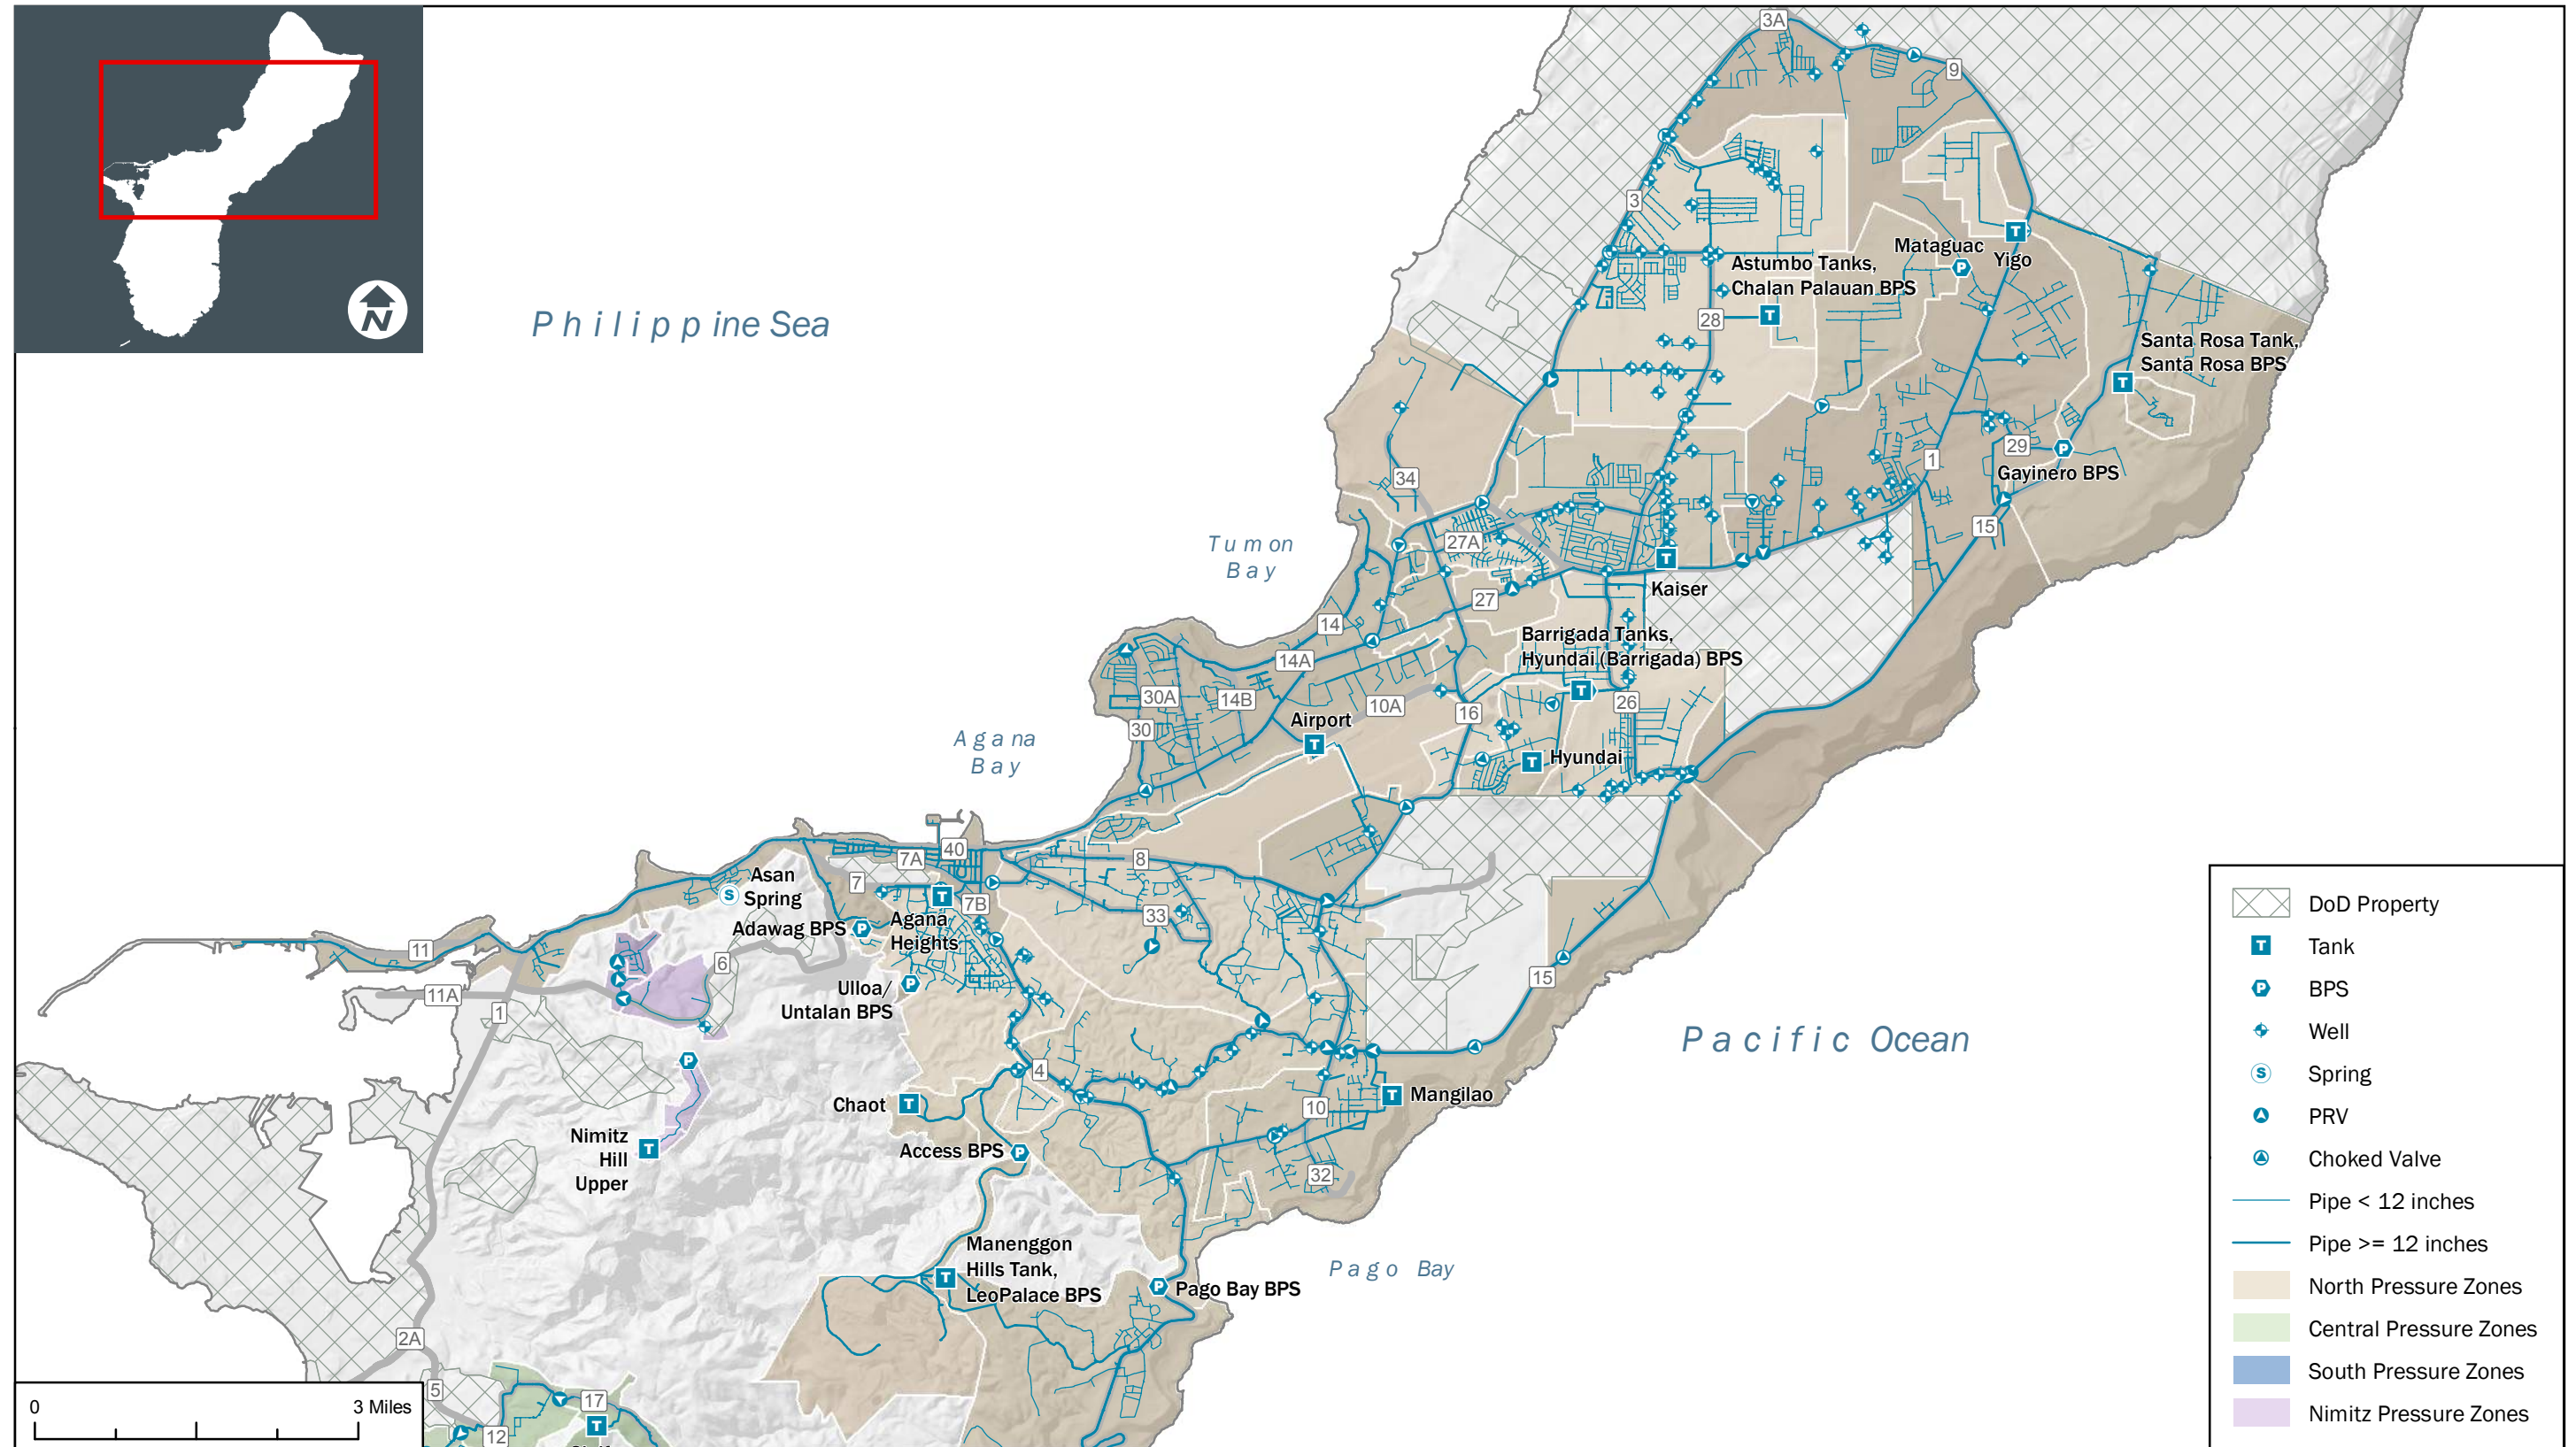 N
3A
9
3
Philippine Sea
Mataguac
Yigo
Astumbo Tanks,
Chalan Palauan BPS
28
Santa Rosa Tank,
Santa Rosa BPS
34
1
29
Gayinero BPS
15
Tumon
Bay
27A
Kaiser
27
14
Barrigada Tanks,
Hyundai (Barrigada) BPS
14A
30A
14B
10A
16
26
30
Airport
Agana
Bay
Hyundai
40
7A
8
Asan
Spring
7
7B
33
Adawag BPS
Agana
Heights
11
6
11A
1
Ulloa/
Untalan BPS
15
Pacific Ocean
4
Chaot
10
Mangilao
Access BPS
Nimitz
Hill
Upper
32
Manenggon
Hills Tank,
LeoPalace BPS
Pago Bay
Pago Bay BPS
2A
5
17
12
0
3 Miles
DoD Property
T
Tank
P
BPS
Well
S
Spring
PRV
Choked Valve
Pipe < 12 inches
Pipe >= 12 inches
North Pressure Zones
Central Pressure Zones
South Pressure Zones
Nimitz Pressure Zones